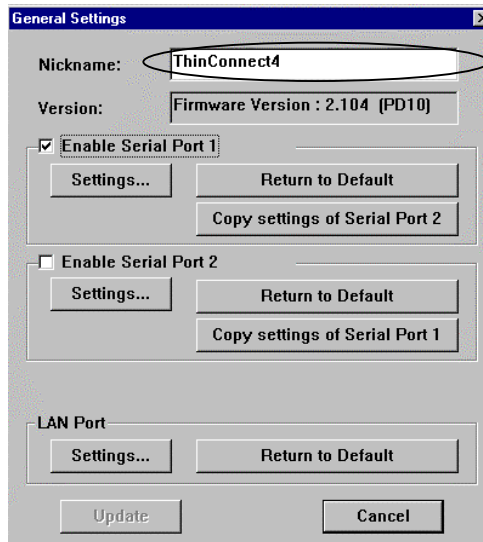 General Settings
Nickname: ThinConnect4
Version: Firmware Version : 2.104 (PD10)
Enable Serial Port 1
Settings... Return to Default
Copy settings of Serial Port 2
Enable Serial Port 2
Settings... Return to Default
Copy settings of Serial Port 1
LAN Port
Settings... Return to Default
Update Cancel